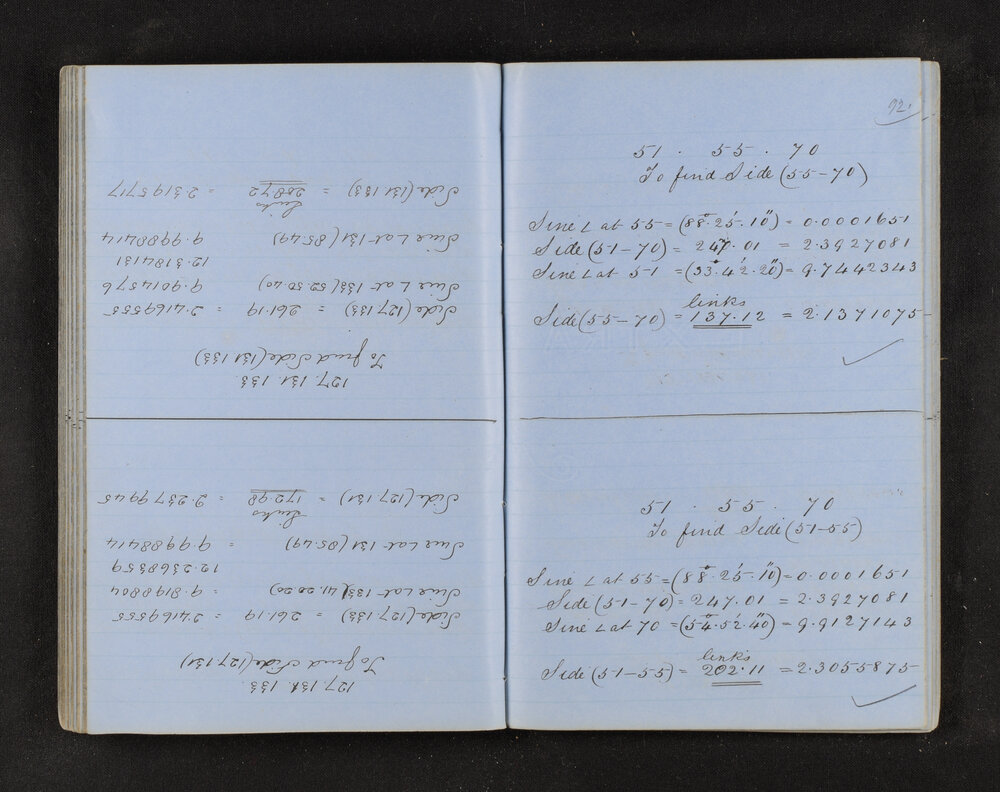 127. 131. 133
To find Side (127 131)
Side (127 133) = 261.19 = 2.4169555
Sine L at 133 (41.20.20) 9.8198804
12.2368359
Sine L at 131 (85.49) = 9.9988414
Links
Side (127 131) = 172.98 = 2.2379945
127. 131. 133
To find Side (131 133)
Side (127 133) = 261.19 = 2.4169555
Sine L at 133 (52.50.40) 9.9014576
12.3184131
Sine L at 131 (85.49) 9.9988414
Links
Side (131 133) = 208.72 = 2.3195717
92.
51 . 55 . 70
To find Side (55-70)
Sine ∠ at 55 = (88°.25'.10") = 0.0001651
Side (51-70) = 247.01 = 2.3927081
Sine ∠ at 51 = (33°.42'.20") = 9.7442343
links
Side (55-70) = 137.12 = 2.1371075
51 . 55 . 70
To find Side (51-55)
Sine ∠ at 55 = (88°.25'.10") = 0.0001651
Side (51-70) = 247.01 = 2.3927081
Sine ∠ at 70 = (54°.52'.40") = 9.9127143
links
Side (51-55) = 202.11 = 2.3055875